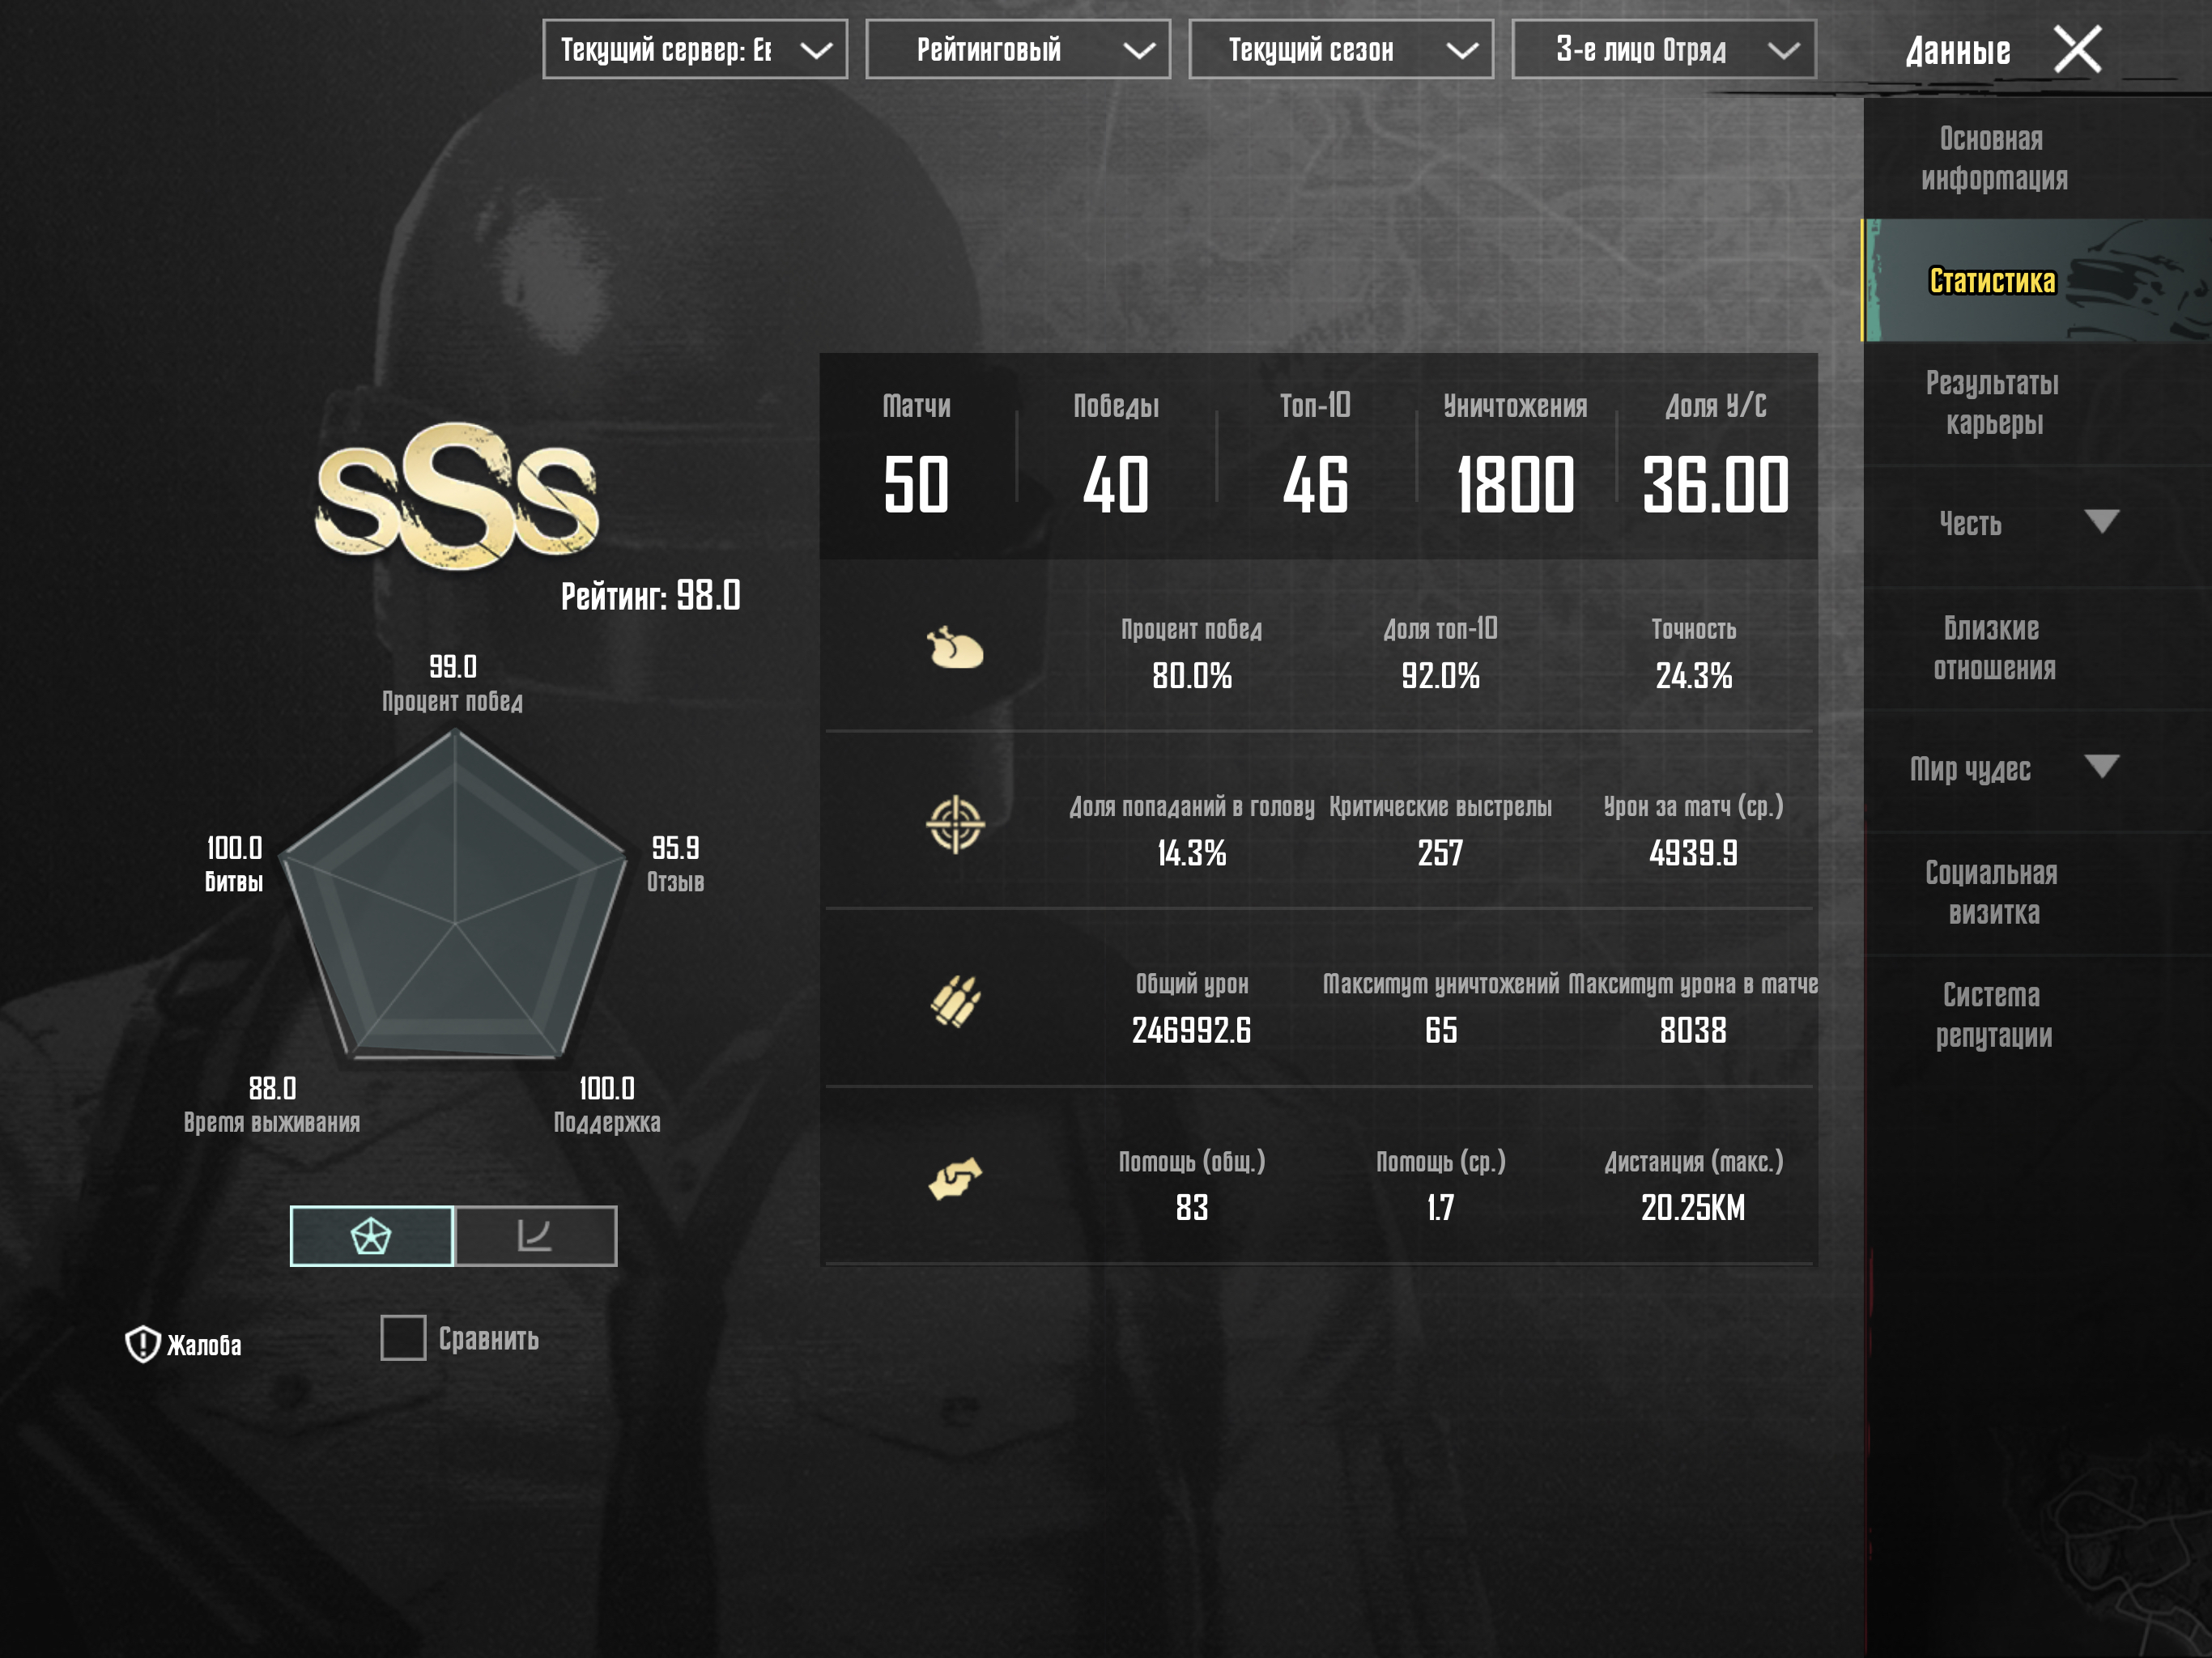 Текущий сервер: Ев
Рейтинговый
Текущий сезон
3-е лицо Отряд
Данные
Основная
информация
Статистика
Результаты
карьеры
Честь
Близкие
отношения
Мир чудес
Социальная
визитка
Система
репутации
sSs
Рейтинг: 98.0
99.0
Процент побед
100.0
Битвы
95.9
Отзыв
88.0
Время выживания
100.0
Поддержка
Жалоба
Сравнить
Матчи Победы Топ-10 Уничтожения Доля У/С
50 40 46 1800 36.00
Процент побед Доля топ-10 Точность
80.0% 92.0% 24.3%
Доля попаданий в голову Критические выстрелы Урон за матч (ср.)
14.3% 257 4939.9
Общий урон Максимум уничтожений Максимум урона в матче
246992.6 65 8038
Помощь (общ.) Помощь (ср.) Дистанция (макс.)
83 1.7 20.25KM